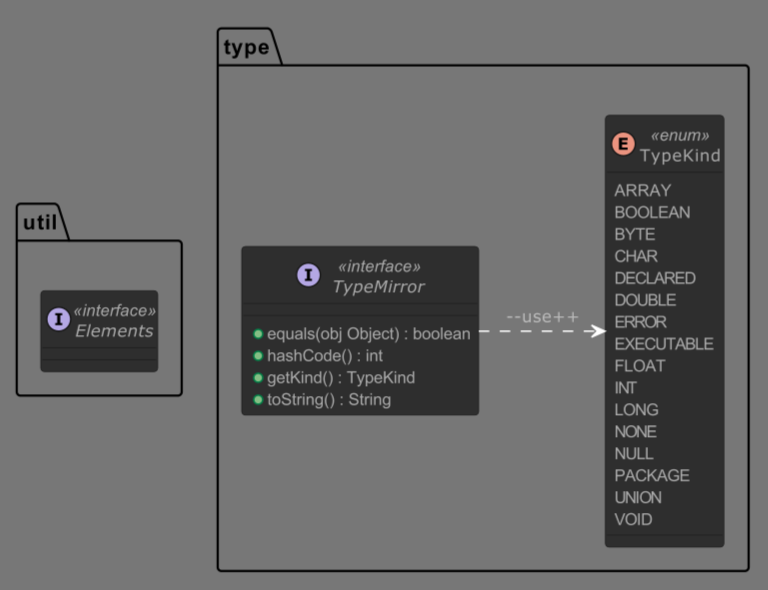 type
«enum»
E
TypeKind
ARRAY
BOOLEAN
BYTE
CHAR
DECLARED
DOUBLE
ERROR
EXECUTABLE
FLOAT
INT
LONG
NONE
NULL
PACKAGE
UNION
VOID
util
I
«interface»
Elements
I
«interface»
TypeMirror
equals(obj Object) : boolean
hashCode() : int
getKind() : TypeKind
toString() : String
--use++